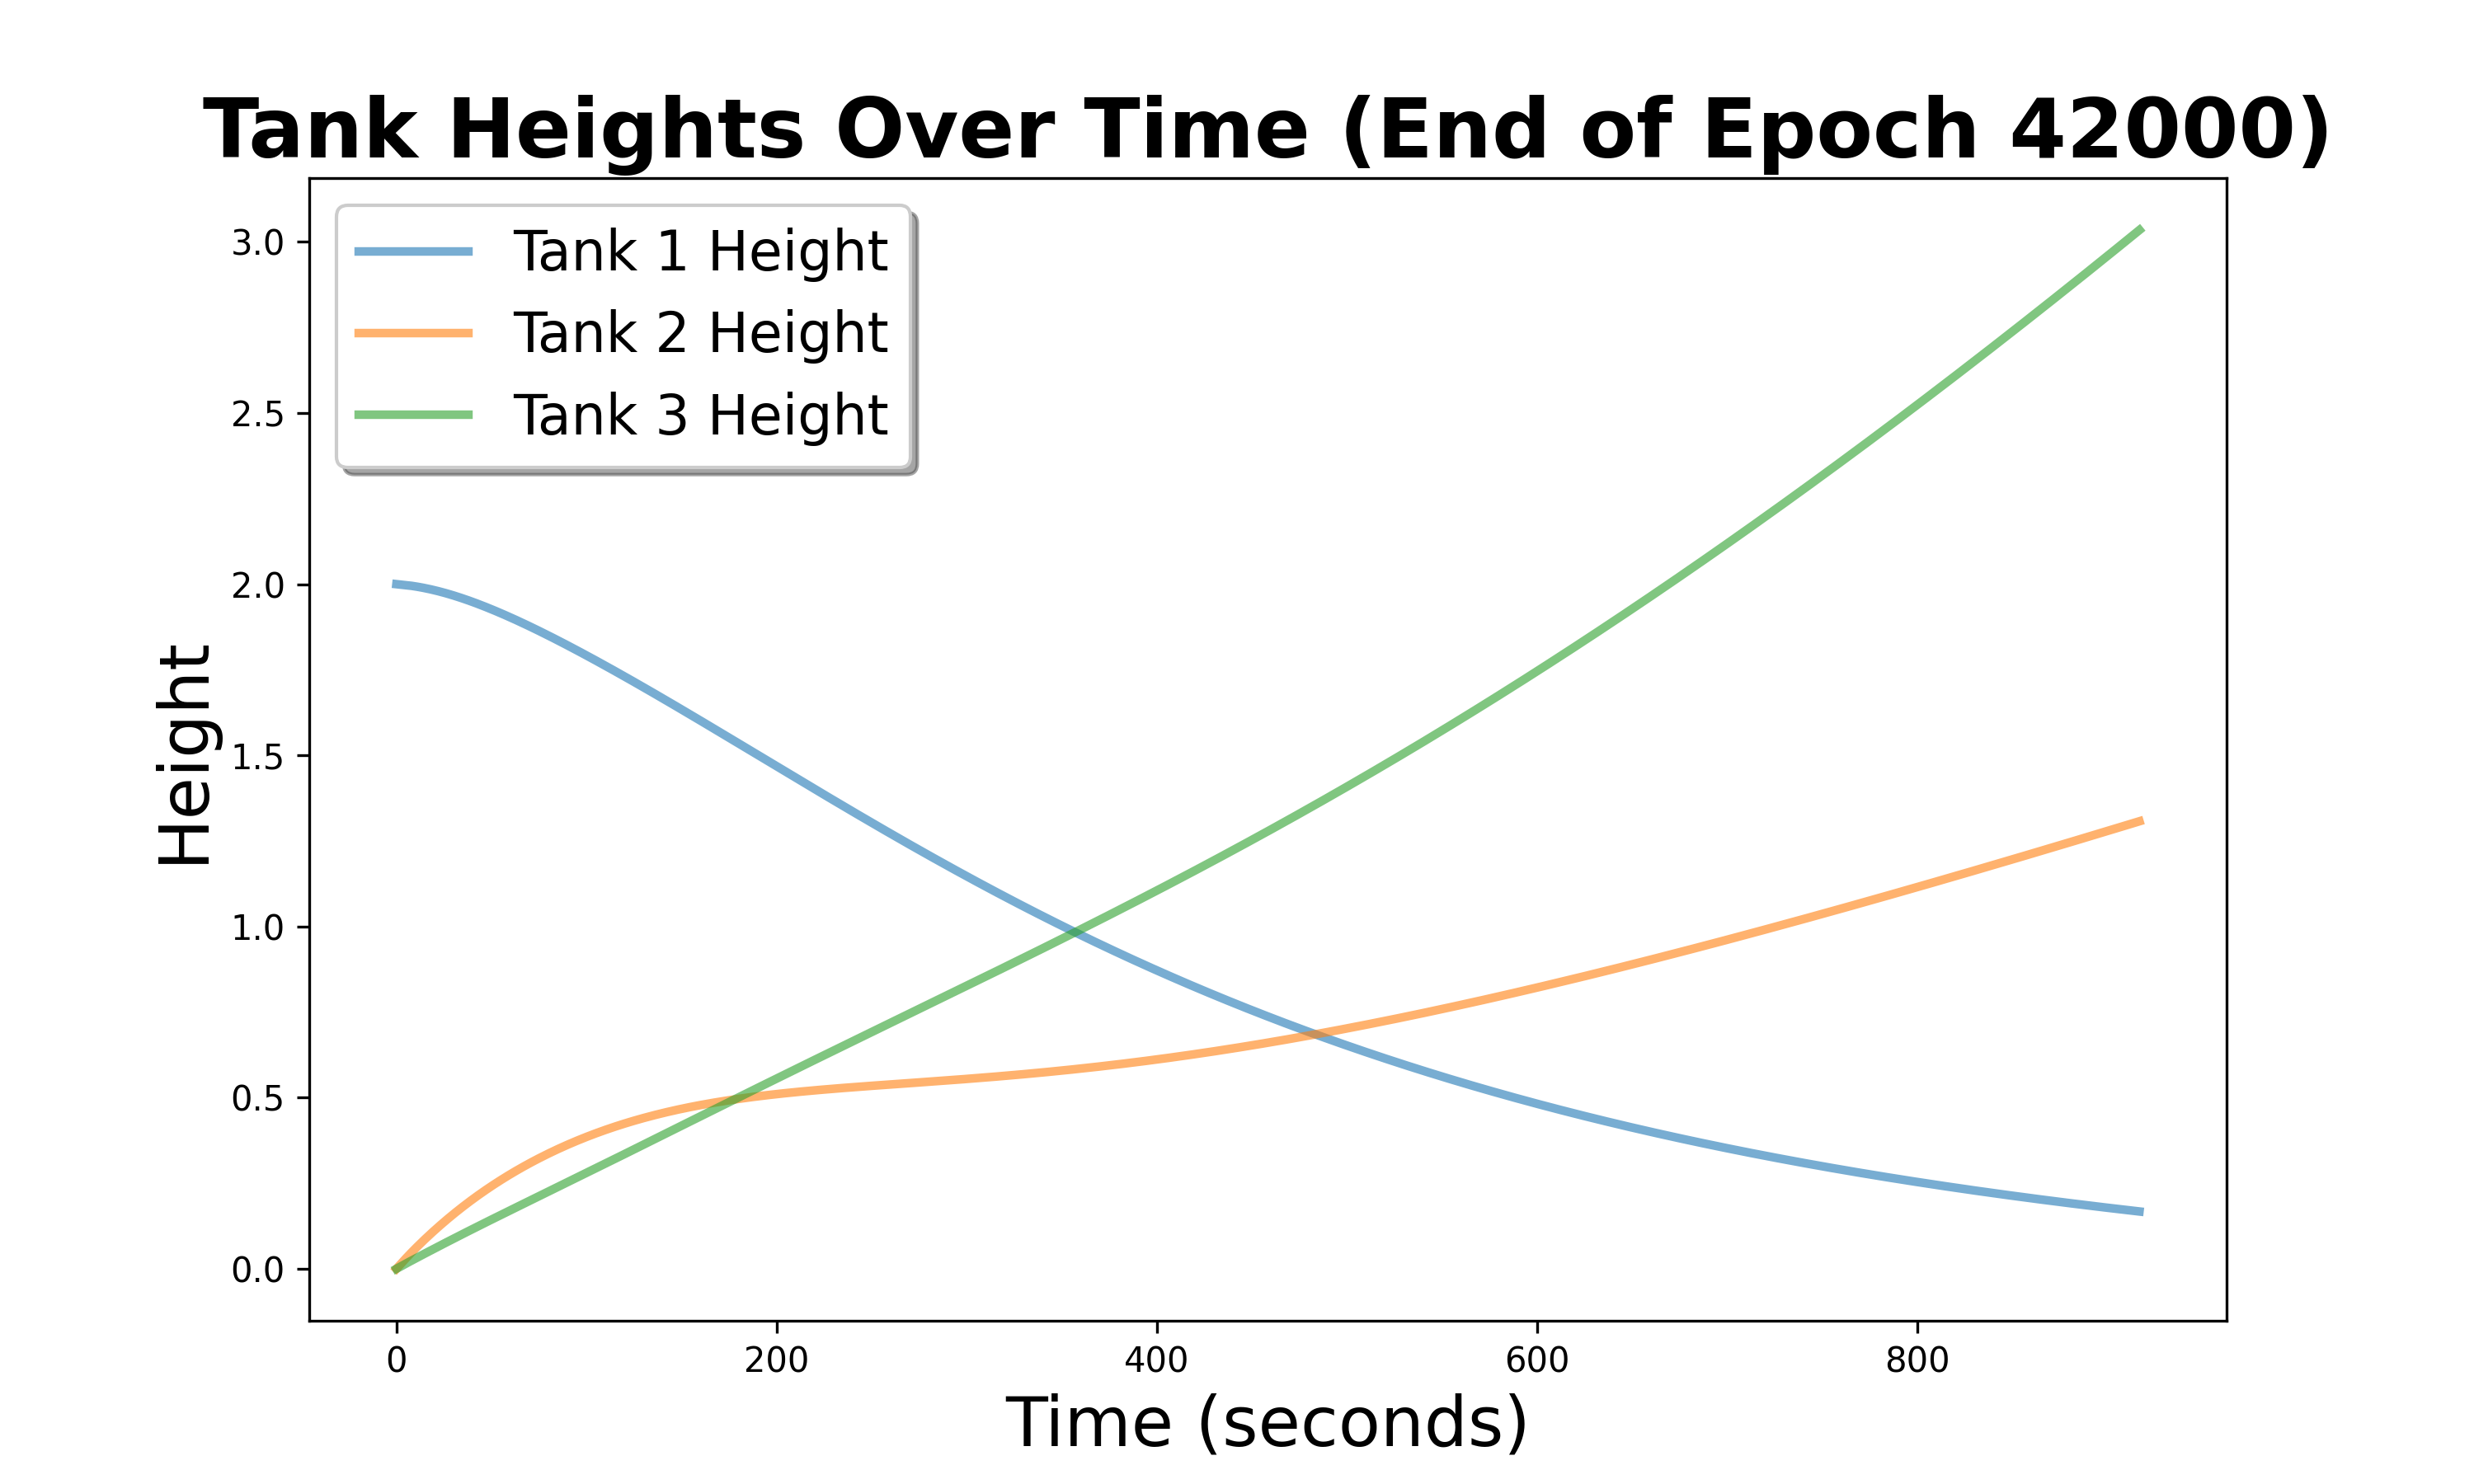 Tank Heights Over Time (End of Epoch 42000)
Tank 1 Height
Tank 2 Height
Tank 3 Height
3.0
2.5
2.0
1.5
1.0
0.5
0.0
Height
0 200 400 600 800
Time (seconds)